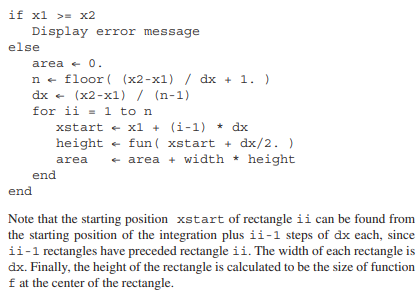 if x1 >= x2
Display error message
else
area ← 0.
n ← floor( (x2-x1) / dx + 1. )
dx ← (x2-x1) / (n-1)
for ii = 1 to n
xstart ← x1 + (i-1) * dx
height ← fun( xstart + dx/2. )
area ← area + width * height
end
end
Note that the starting position xstart of rectangle ii can be found from
the starting position of the integration plus ii-1 steps of dx each, since
ii-1 rectangles have preceded rectangle ii. The width of each rectangle is
dx. Finally, the height of the rectangle is calculated to be the size of function
f at the center of the rectangle.